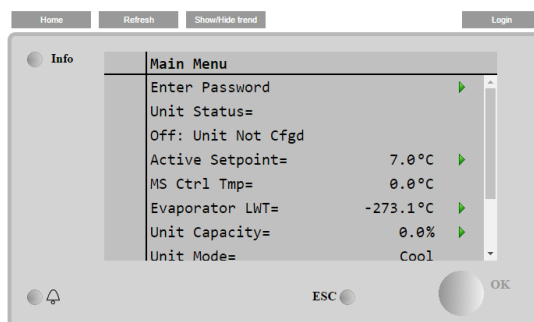 Home Refresh Show/Hide trend Login
Info
Main Menu
Enter Password
Unit Status=
Off: Unit Not Cfgd
Active Setpoint= 7.0°C
MS Ctrl Tmp= 0.0°C
Evaporator LWT= -273.1°C
Unit Capacity= 0.0%
Unit Mode= Cool
ESC
OK